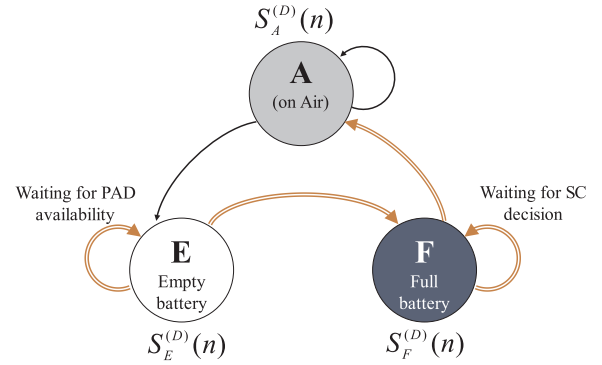 S_A^{(D)}(n)
A
(on Air)
Waiting for PAD
availability
Waiting for SC
decision
E
Empty
battery
F
Full
battery
S_E^{(D)}(n)
S_F^{(D)}(n)